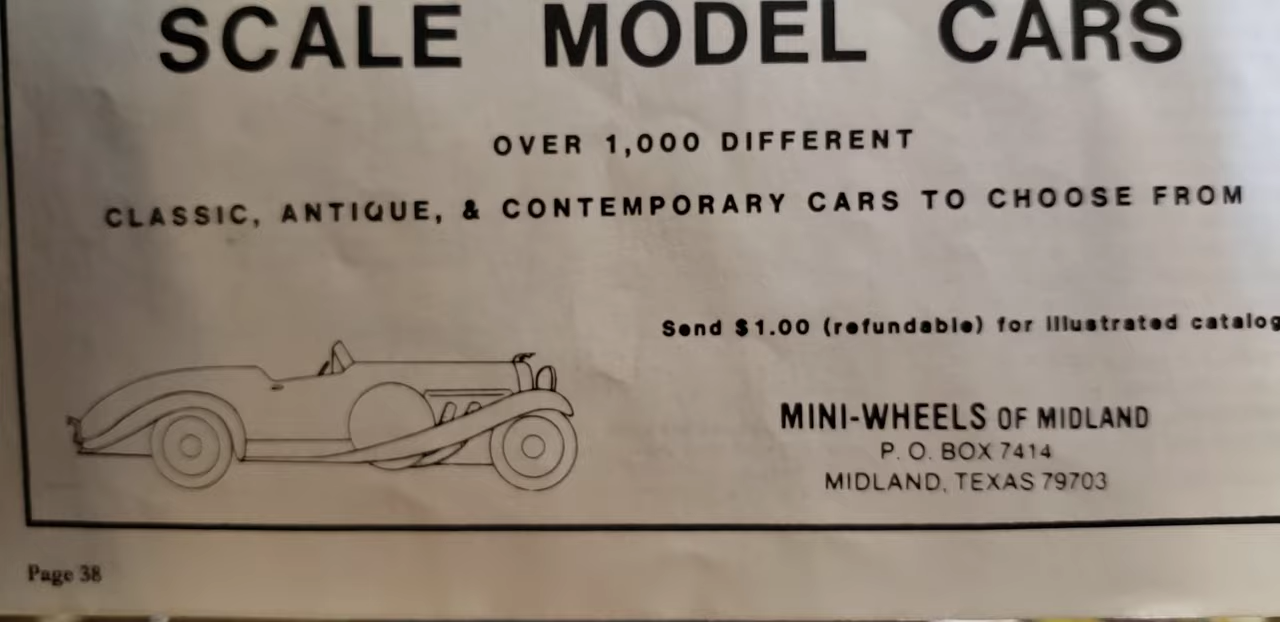 SCALE MODEL CARS
OVER 1,000 DIFFERENT
CLASSIC, ANTIQUE, & CONTEMPORARY CARS TO CHOOSE FROM
Send $1.00 (refundable) for illustrated catalog
MINI-WHEELS OF MIDLAND
P. O. BOX 7414
MIDLAND, TEXAS 79703
Page 38